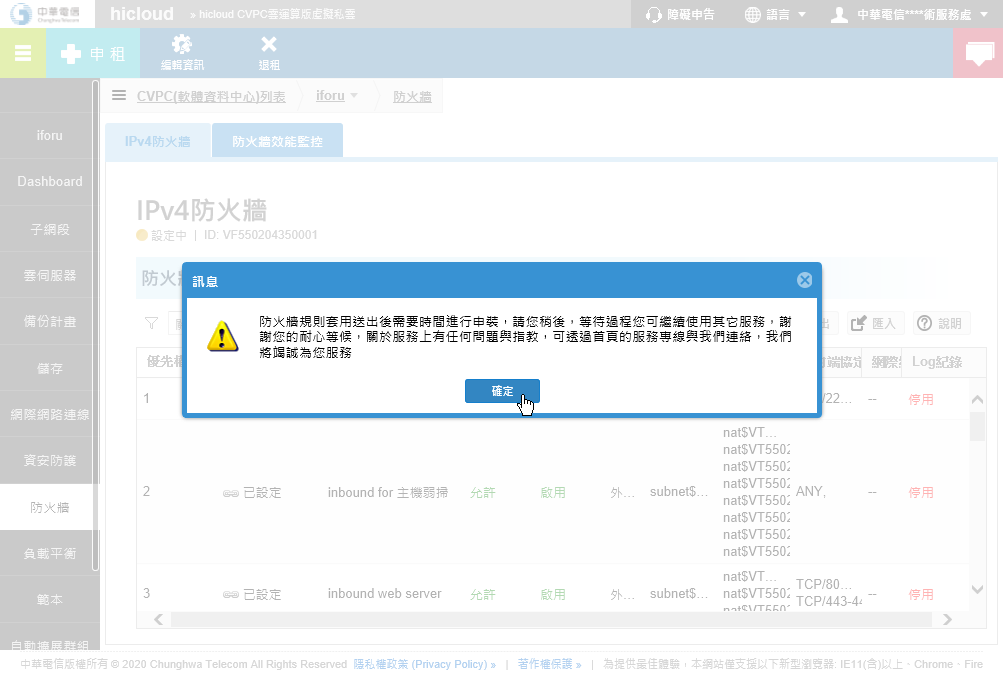 中華電信
Chunghwa Telecom
hicloud
» hicloud CVPC雲運算版虛擬私雲
障礙申告
語言
中華電信****術服務處
申租
編輯資訊
退租
CVPC(軟體資料中心)列表
iforu
防火牆
iforu
Dashboard
子網段
雲伺服器
備份計畫
儲存
網際網路連線
資安防護
防火牆
負載平衡
範本
自動擴展群組
IPv4防火牆
防火牆效能監控
IPv4防火牆
設定中 | ID: VF550204350001
防火
匯入
說明
訊息
防火牆規則套用送出後需要時間進行申裝，請您稍後，等待過程您可繼續使用其它服務，謝
謝您的耐心等候，關於服務上有任何問題與指教，可透過首頁的服務專線與我們連絡，我們
將竭誠為您服務
確定
優先
端協定
Log紀錄
1
/22...
--
停用
2
已設定
inbound for 主機弱掃
允許
啟用
外...
subnet$...
nat$VT...
nat$VT5502
nat$VT5502
nat$VT5502
nat$VT5502
nat$VT5502
nat$VT5502
nat$VT5502
ANY,
--
停用
3
已設定
inbound web server
允許
啟用
外...
subnet$...
nat$VT...
nat$VT5502
nat$VT5502
TCP/80...
TCP/443-44
--
停用
中華電信版權所有 © 2020 Chunghwa Telecom All Rights Reserved 隱私權政策 (Privacy Policy) » | 著作權保護 » | 為提供最佳體驗，本網站僅支援以下新型瀏覽器: IE11(含)以上、Chrome、Fire